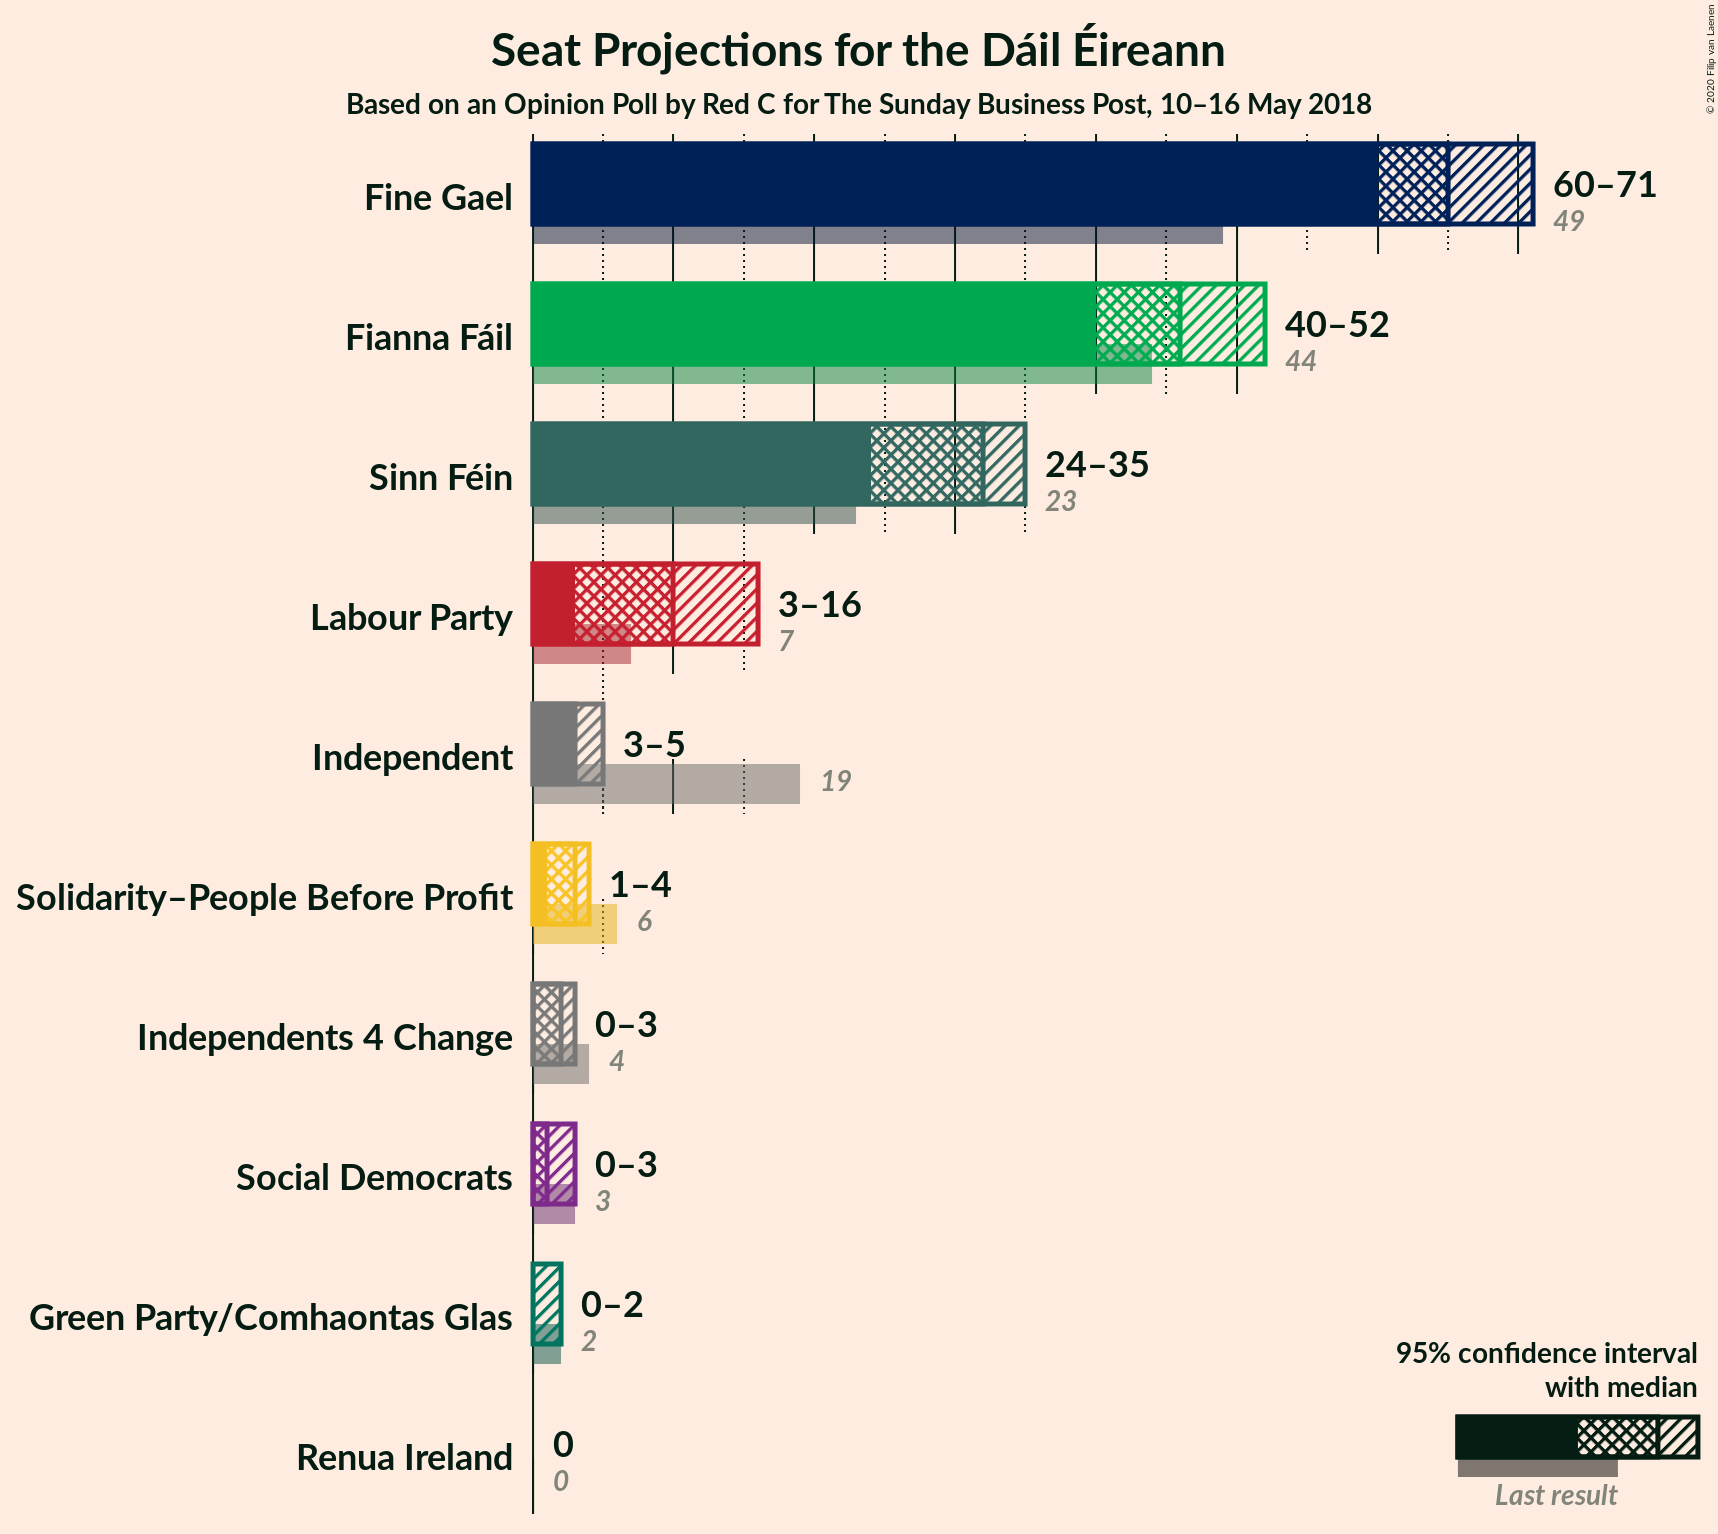 Seat Projections for the Dáil Éireann
Based on an Opinion Poll by Red C for The Sunday Business Post, 10–16 May 2018
© 2020 Filip van Laenen
Fine Gael
60–71
49
Fianna Fáil
40–52
44
Sinn Féin
24–35
23
Labour Party
3–16
7
Independent
3–5
19
Solidarity–People Before Profit
1–4
6
Independents 4 Change
0–3
4
Social Democrats
0–3
3
Green Party/Comhaontas Glas
0–2
2
Renua Ireland
0
0
95% confidence interval
with median
Last result